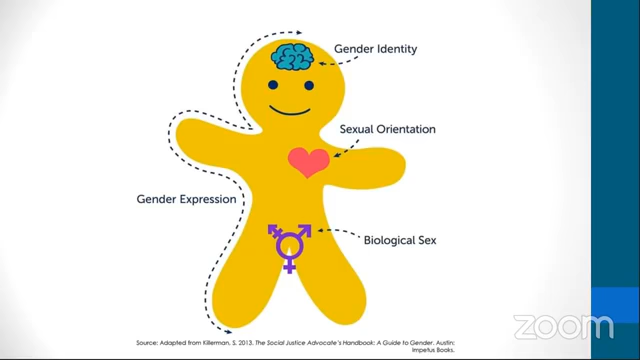 Gender Identity
Sexual Orientation
Gender Expression
Biological Sex
Source: Adapted from Killerman, S. 2013. The Social Justice Advocate's Handbook: A Guide to Gender. Austin:
Impetus Books.
zoom